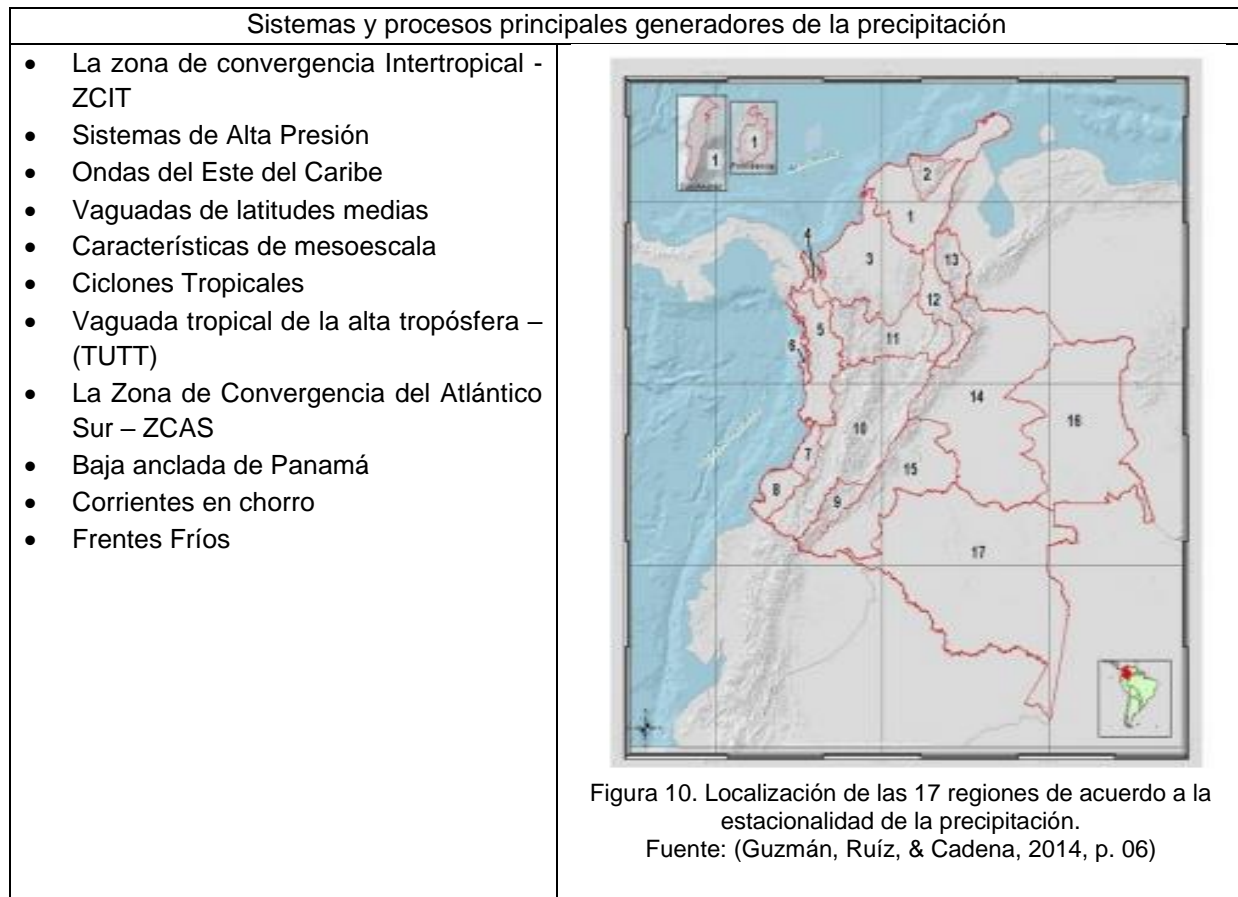 Sistemas y procesos principales generadores de la precipitación
• La zona de convergencia Intertropical -
ZCIT
• Sistemas de Alta Presión
• Ondas del Este del Caribe
• Vaguadas de latitudes medias
• Características de mesoescala
• Ciclones Tropicales
• Vaguada tropical de la alta tropósfera –
(TUTT)
• La Zona de Convergencia del Atlántico
Sur – ZCAS
• Baja anclada de Panamá
• Corrientes en chorro
• Frentes Fríos
1
1
Providencia
2
1
4
3
13
12
5
11
6
14
16
10
7
15
8
9
17
Figura 10. Localización de las 17 regiones de acuerdo a la
estacionalidad de la precipitación.
Fuente: (Guzmán, Ruíz, & Cadena, 2014, p. 06)